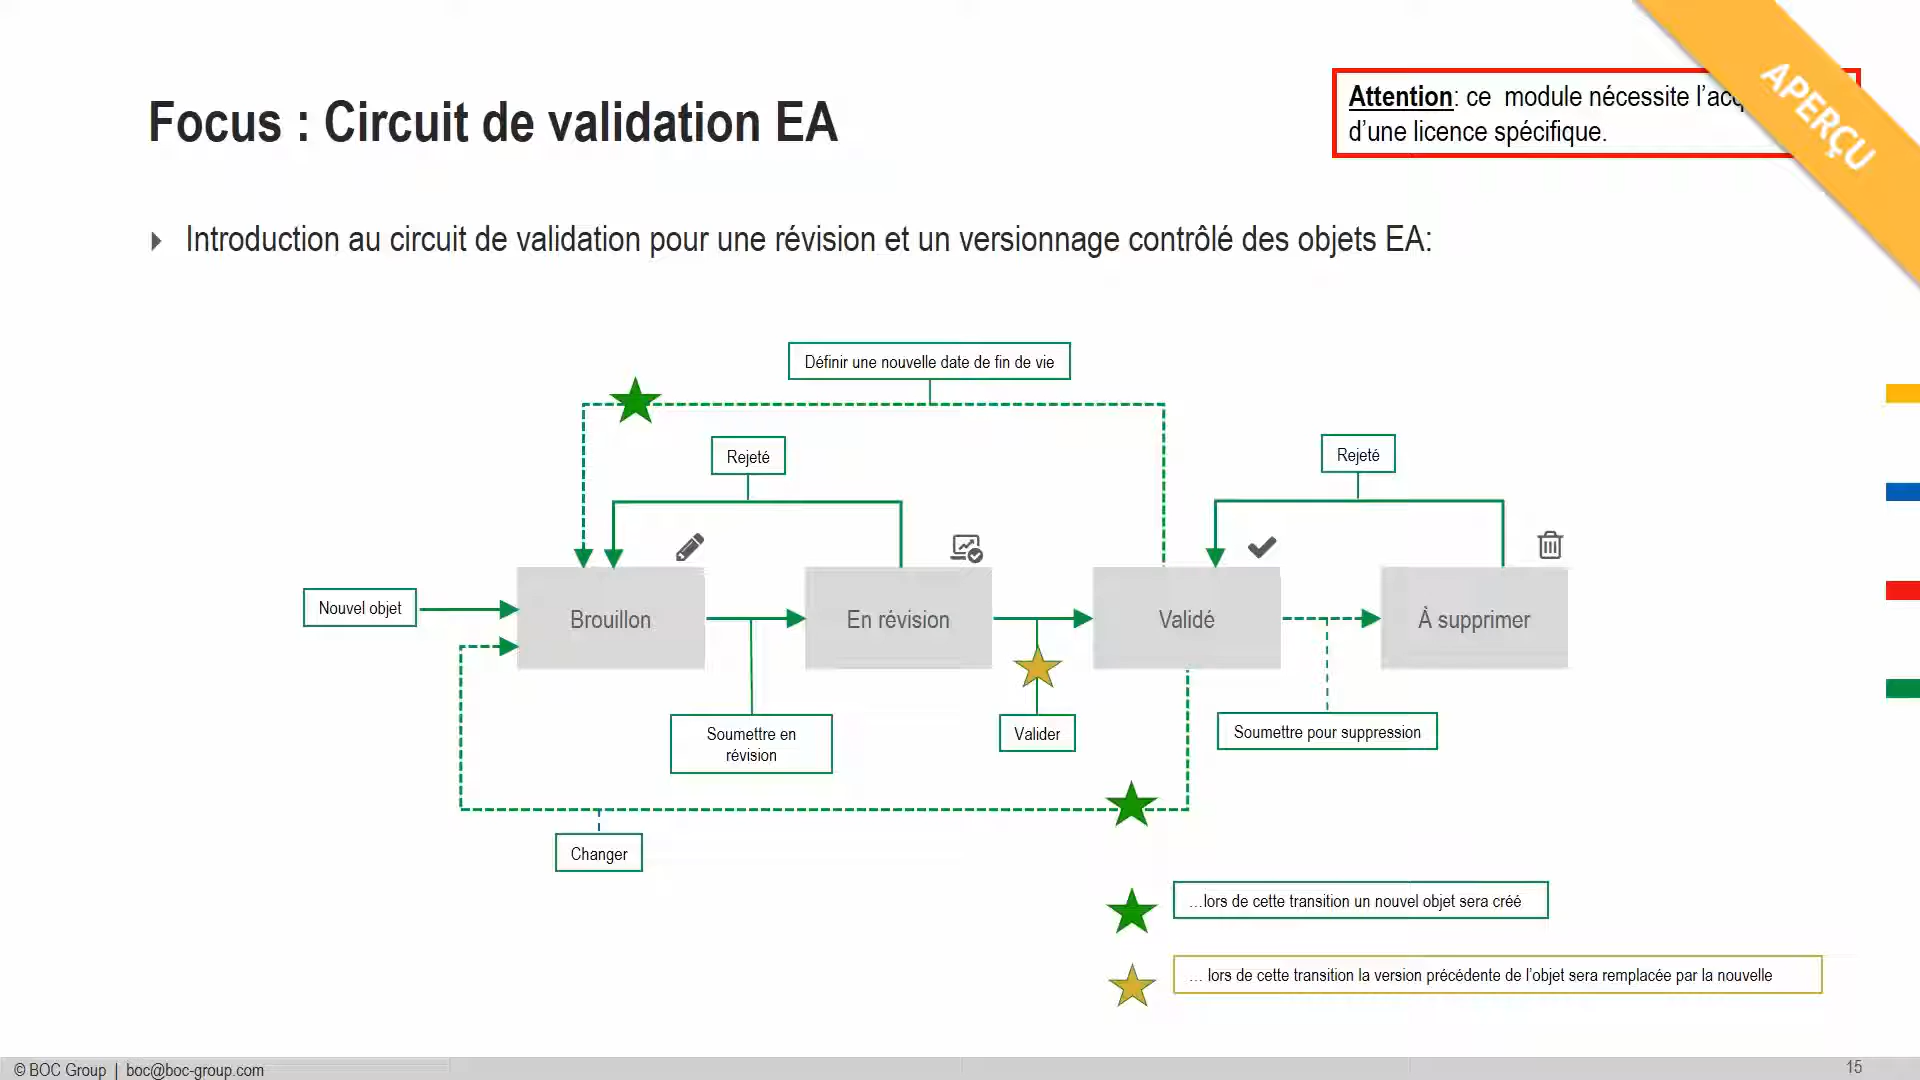 Focus : Circuit de validation EA
Attention: ce module nécessite l'
d'une licence spécifique.
APERÇU
Introduction au circuit de validation pour une révision et un versionnage contrôlé des objets EA:
Définir une nouvelle date de fin de vie
Rejeté
Rejeté
Nouvel objet
Brouillon
En révision
Validé
À supprimer
Soumettre en
révision
Valider
Soumettre pour suppression
Changer
…lors de cette transition un nouvel objet sera créé
… lors de cette transition la version précédente de l'objet sera remplacée par la nouvelle
© BOC Group | boc@boc-group.com
15